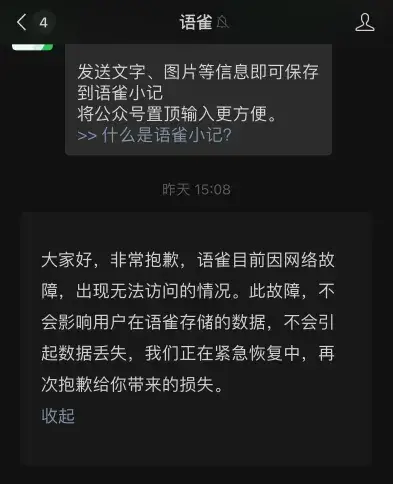 4
语雀
发送文字、图片等信息即可保存
到语雀小记
将公众号置顶输入更方便。
>> 什么是语雀小记?
昨天 15:08
大家好，非常抱歉，语雀目前因网络故
障，出现无法访问的情况。此故障，不
会影响用户在语雀存储的数据，不会引
起数据丢失，我们正在紧急恢复中，再
次抱歉给你带来的损失。
收起